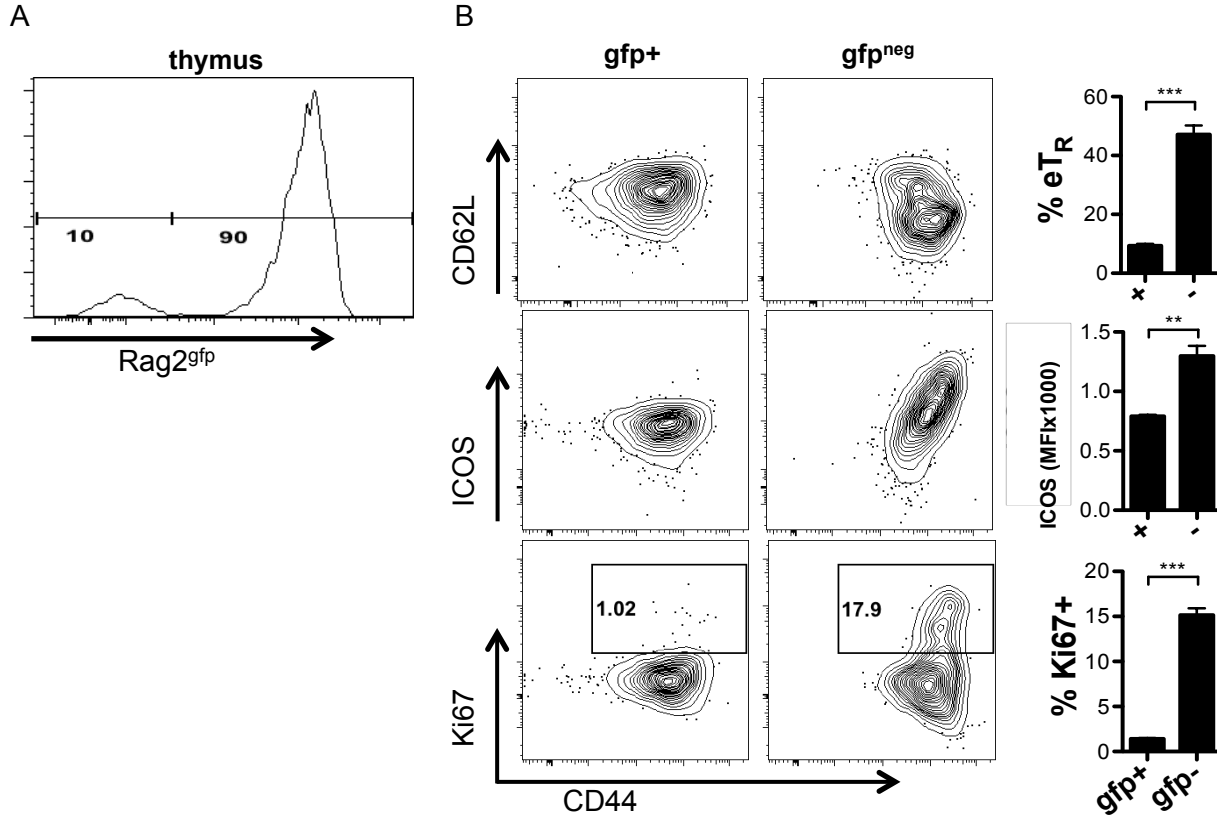 A
thymus
10
90
Rag2gfp
B
gfp+
gfpneg
CD62L
ICOS
1.02
17.9
Ki67
CD44
60
40
20
0
% eTR
***
+
-
1.5
1.0
0.5
0.0
ICOS (MFIx1000)
**
+
-
20
15
10
5
0
% Ki67+
***
gfp+
gfp-